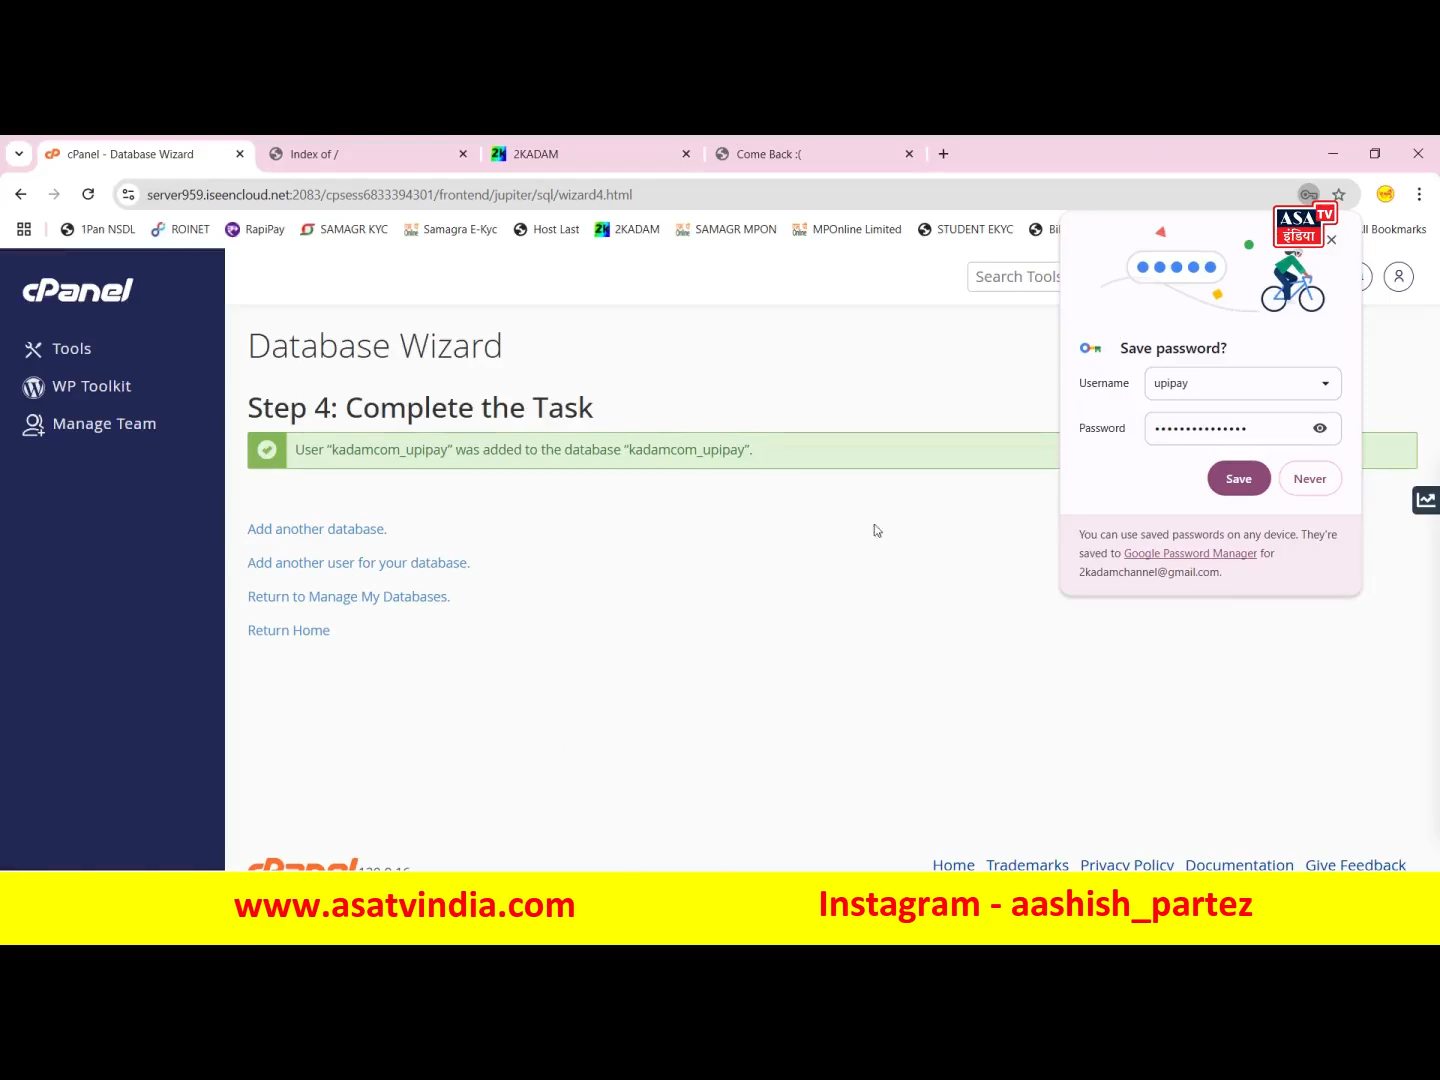 cPanel - Database Wizard
Index of /
2K 2KADAM
Come Back :(
server959.iseencloud.net:2083/cpsess6833394301/frontend/jupiter/sql/wizard4.html
1Pan NSDL
ROINET
RapiPay
SAMAGR KYC
Samagra E-Kyc
Host Last
2K 2KADAM
SAMAGR MPON
MPOnline Limited
STUDENT EKYC
ll Bookmarks
ASA TV
इंडिया
cPanel
Tools
WP Toolkit
Manage Team
Search Tools
Database Wizard
Step 4: Complete the Task
User “kadamcom_upipay” was added to the database “kadamcom_upipay”.
Add another database.
Add another user for your database.
Return to Manage My Databases.
Return Home
Save password?
Username upipay
Password •••••••••••••••
Save Never
You can use saved passwords on any device. They're
saved to Google Password Manager for
2kadamchannel@gmail.com.
cPanel
Home Trademarks Privacy Policy Documentation Give Feedback
www.asatvindia.com
Instagram - aashish_partez